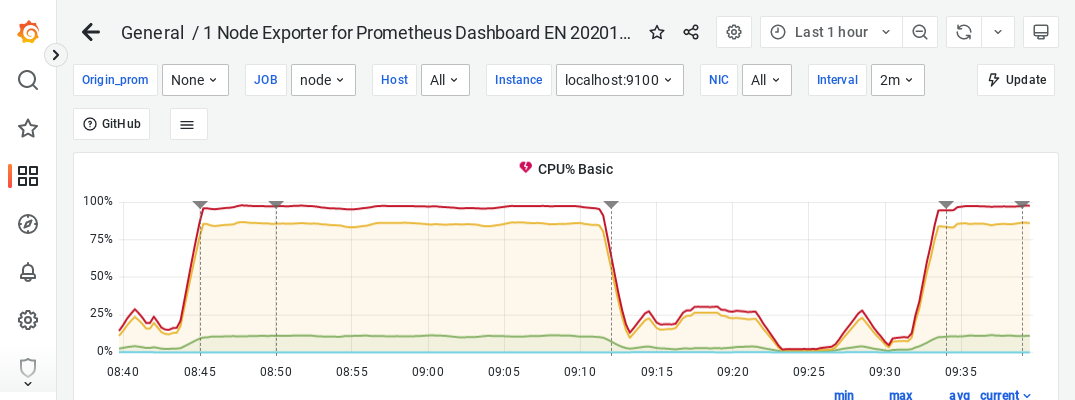 General / 1 Node Exporter for Prometheus Dashboard EN 20201... Last 1 hour
Origin_prom None JOB node Host All Instance localhost:9100 NIC All Interval 2m Update
GitHub
CPU% Basic
100%
75%
50%
25%
0%
08:40 08:45 08:50 08:55 09:00 09:05 09:10 09:15 09:20 09:25 09:30 09:35
min max avg current